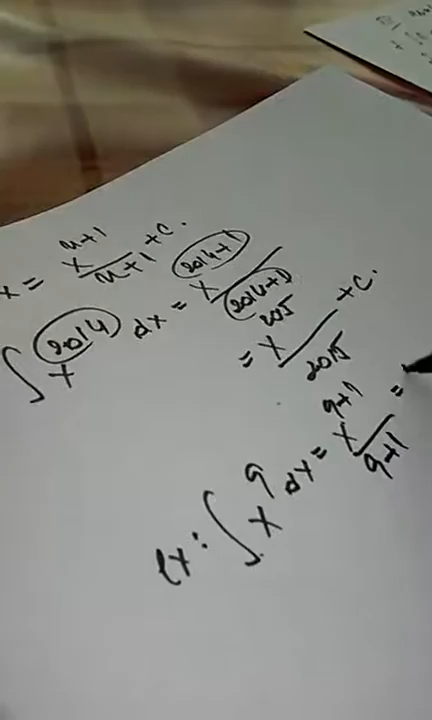 x = x^{n+1}/n+1 + c.
∫ x^{2014} dx = x^{2014+1}/2014+1
= x^{2015}/2015 + c.
ex: ∫ x^9 dx = x^{9+1}/9+1 =